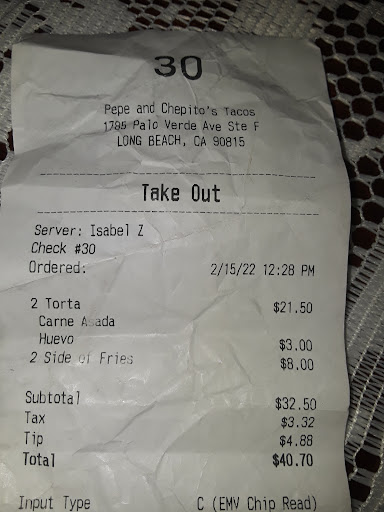 30
Pepe and Chepito's Tacos
1785 Palo Verde Ave Ste F
LONG BEACH, CA 90815
Take Out
Server: Isabel Z
Check #30
Ordered: 2/15/22 12:28 PM
2 Torta $21.50
Carne Asada
Huevo $3.00
2 Side of Fries $8.00
Subtotal $32.50
Tax $3.32
Tip $4.88
Total $40.70
Input Type C (EMV Chip Read)